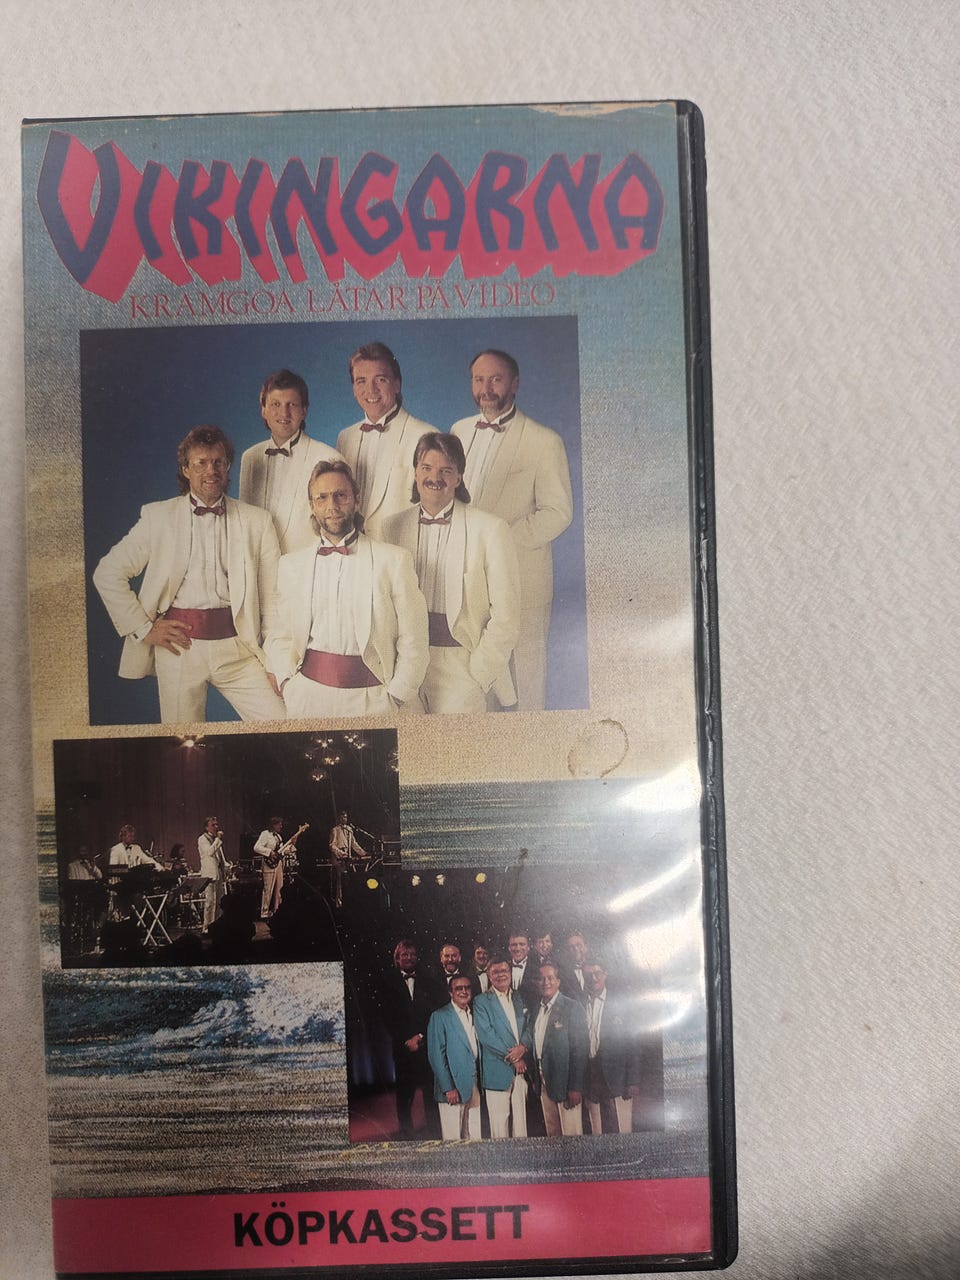 VIKINGARNA
KRAMGOA LÅTAR PÅ VIDEO
KÖPKASSETT